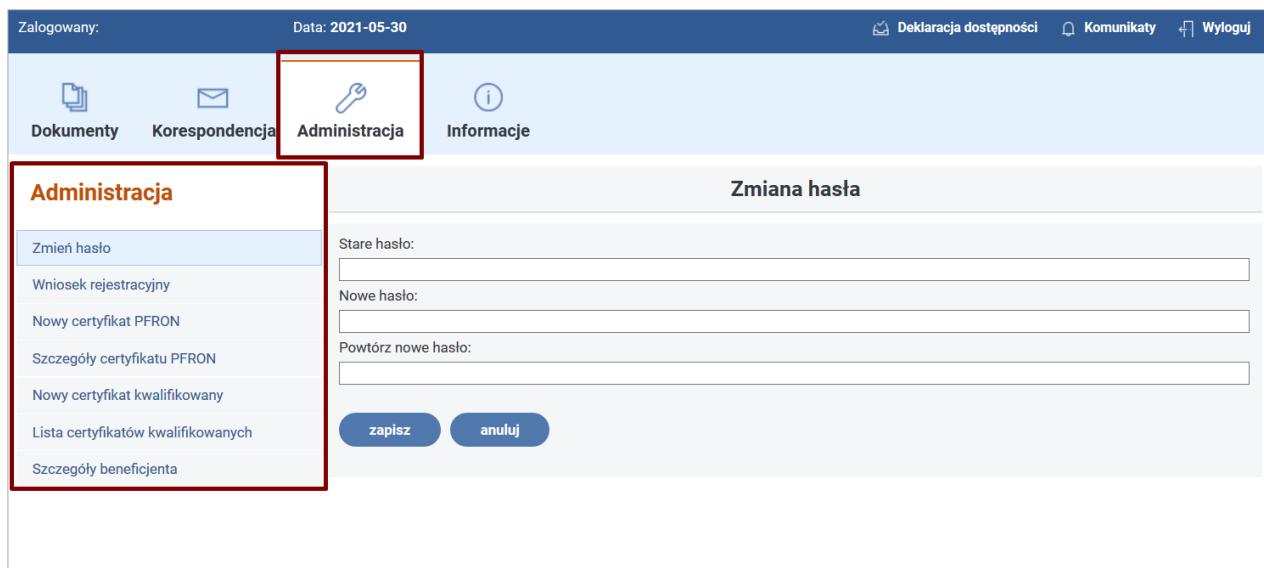 Zalogowany: Data: 2021-05-30 Deklaracja dostępności Komunikaty Wyloguj
Dokumenty Korespondencja Administracja Informacje
Administracja
Zmień hasło
Wniosek rejestracyjny
Nowy certyfikat PFRON
Szczegóły certyfikatu PFRON
Nowy certyfikat kwalifikowany
Lista certyfikatów kwalifikowanych
Szczegóły beneficjenta
Zmiana hasła
Stare hasło:
Nowe hasło:
Powtórz nowe hasło:
zapisz anuluj